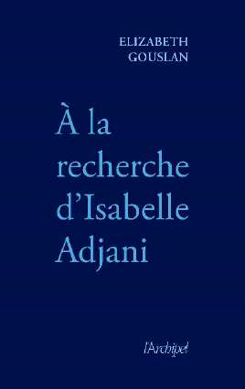 ELIZABETH
GOUSLAN
À la
recherche
d'Isabelle
Adjani
l'Archipel